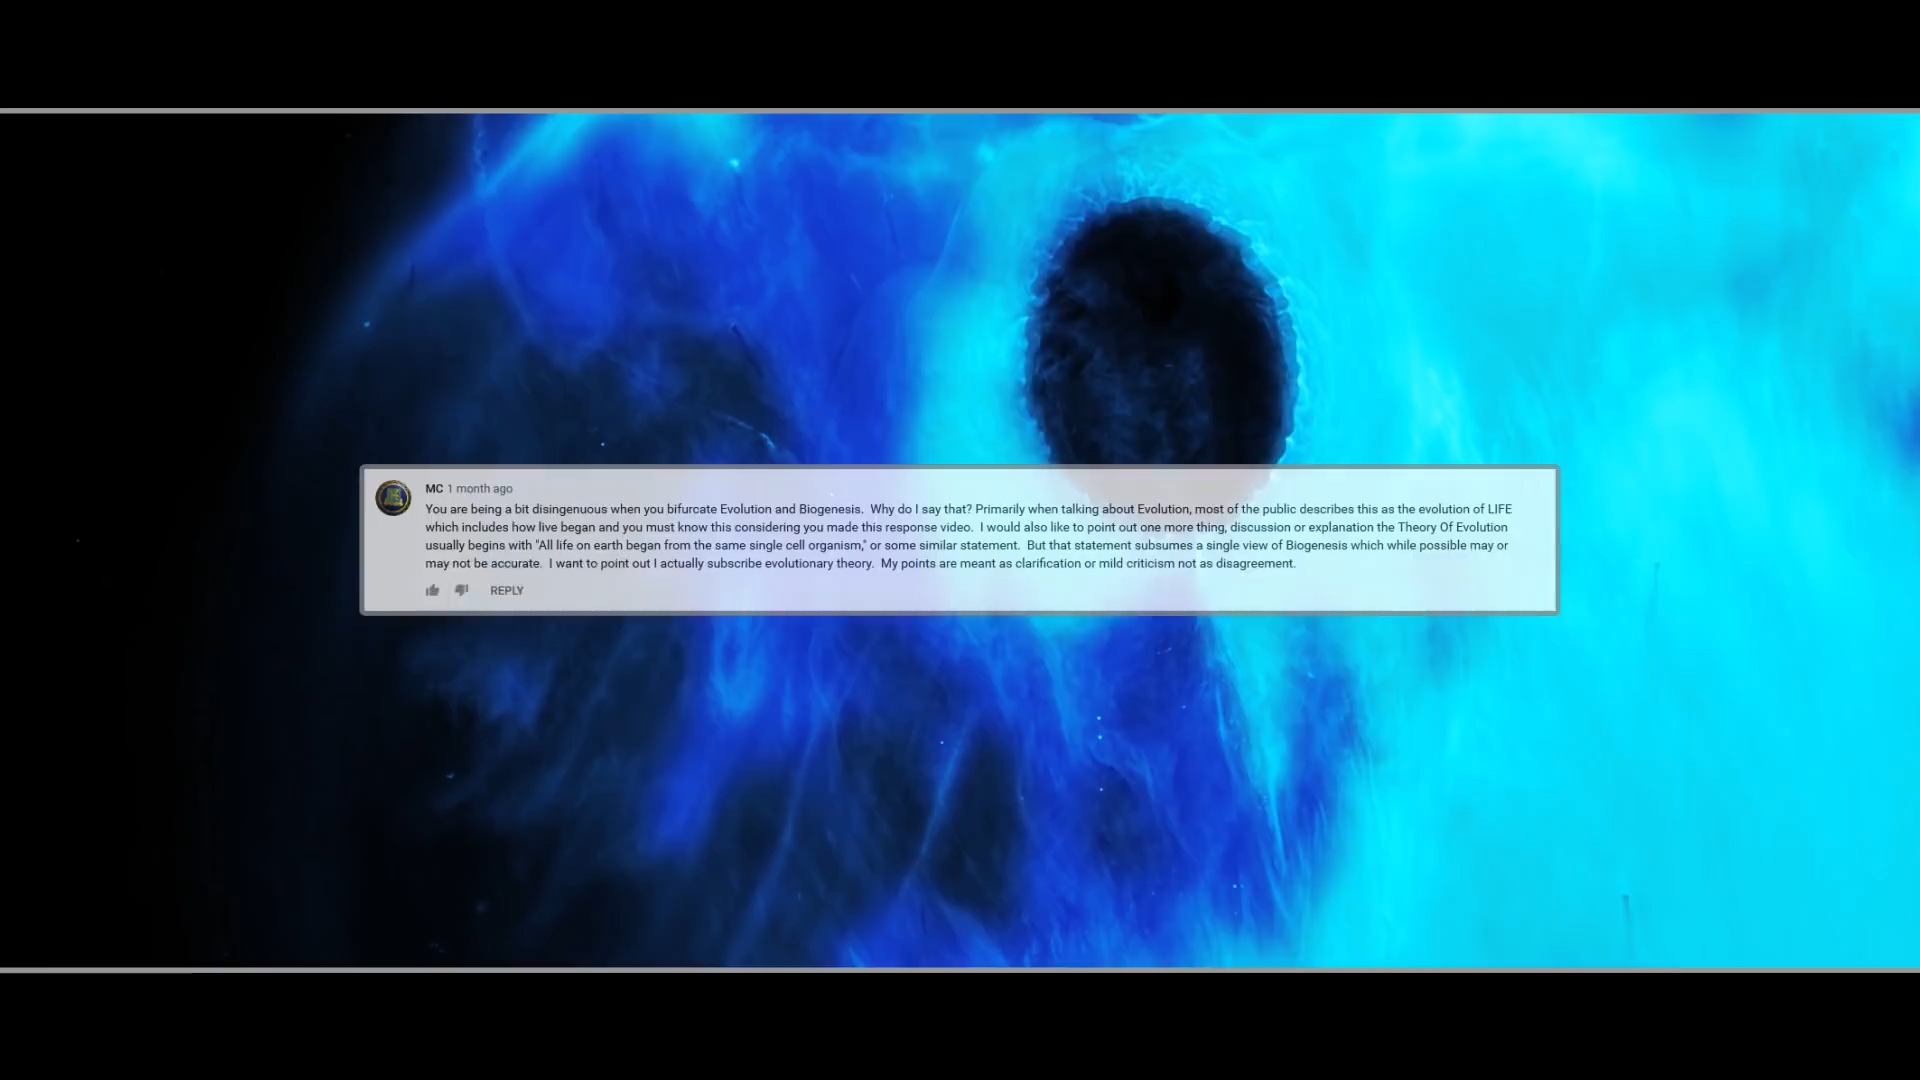 MC 1 month ago
You are being a bit disingenuous when you bifurcate Evolution and Biogenesis.  Why do I say that? Primarily when talking about Evolution, most of the public describes this as the evolution of LIFE
which includes how live began and you must know this considering you made this response video.  I would also like to point out one more thing, discussion or explanation the Theory Of Evolution
usually begins with "All life on earth began from the same single cell organism," or some similar statement.  But that statement subsumes a single view of Biogenesis which while possible may or
may not be accurate.  I want to point out I actually subscribe evolutionary theory.  My points are meant as clarification or mild criticism not as disagreement.
REPLY